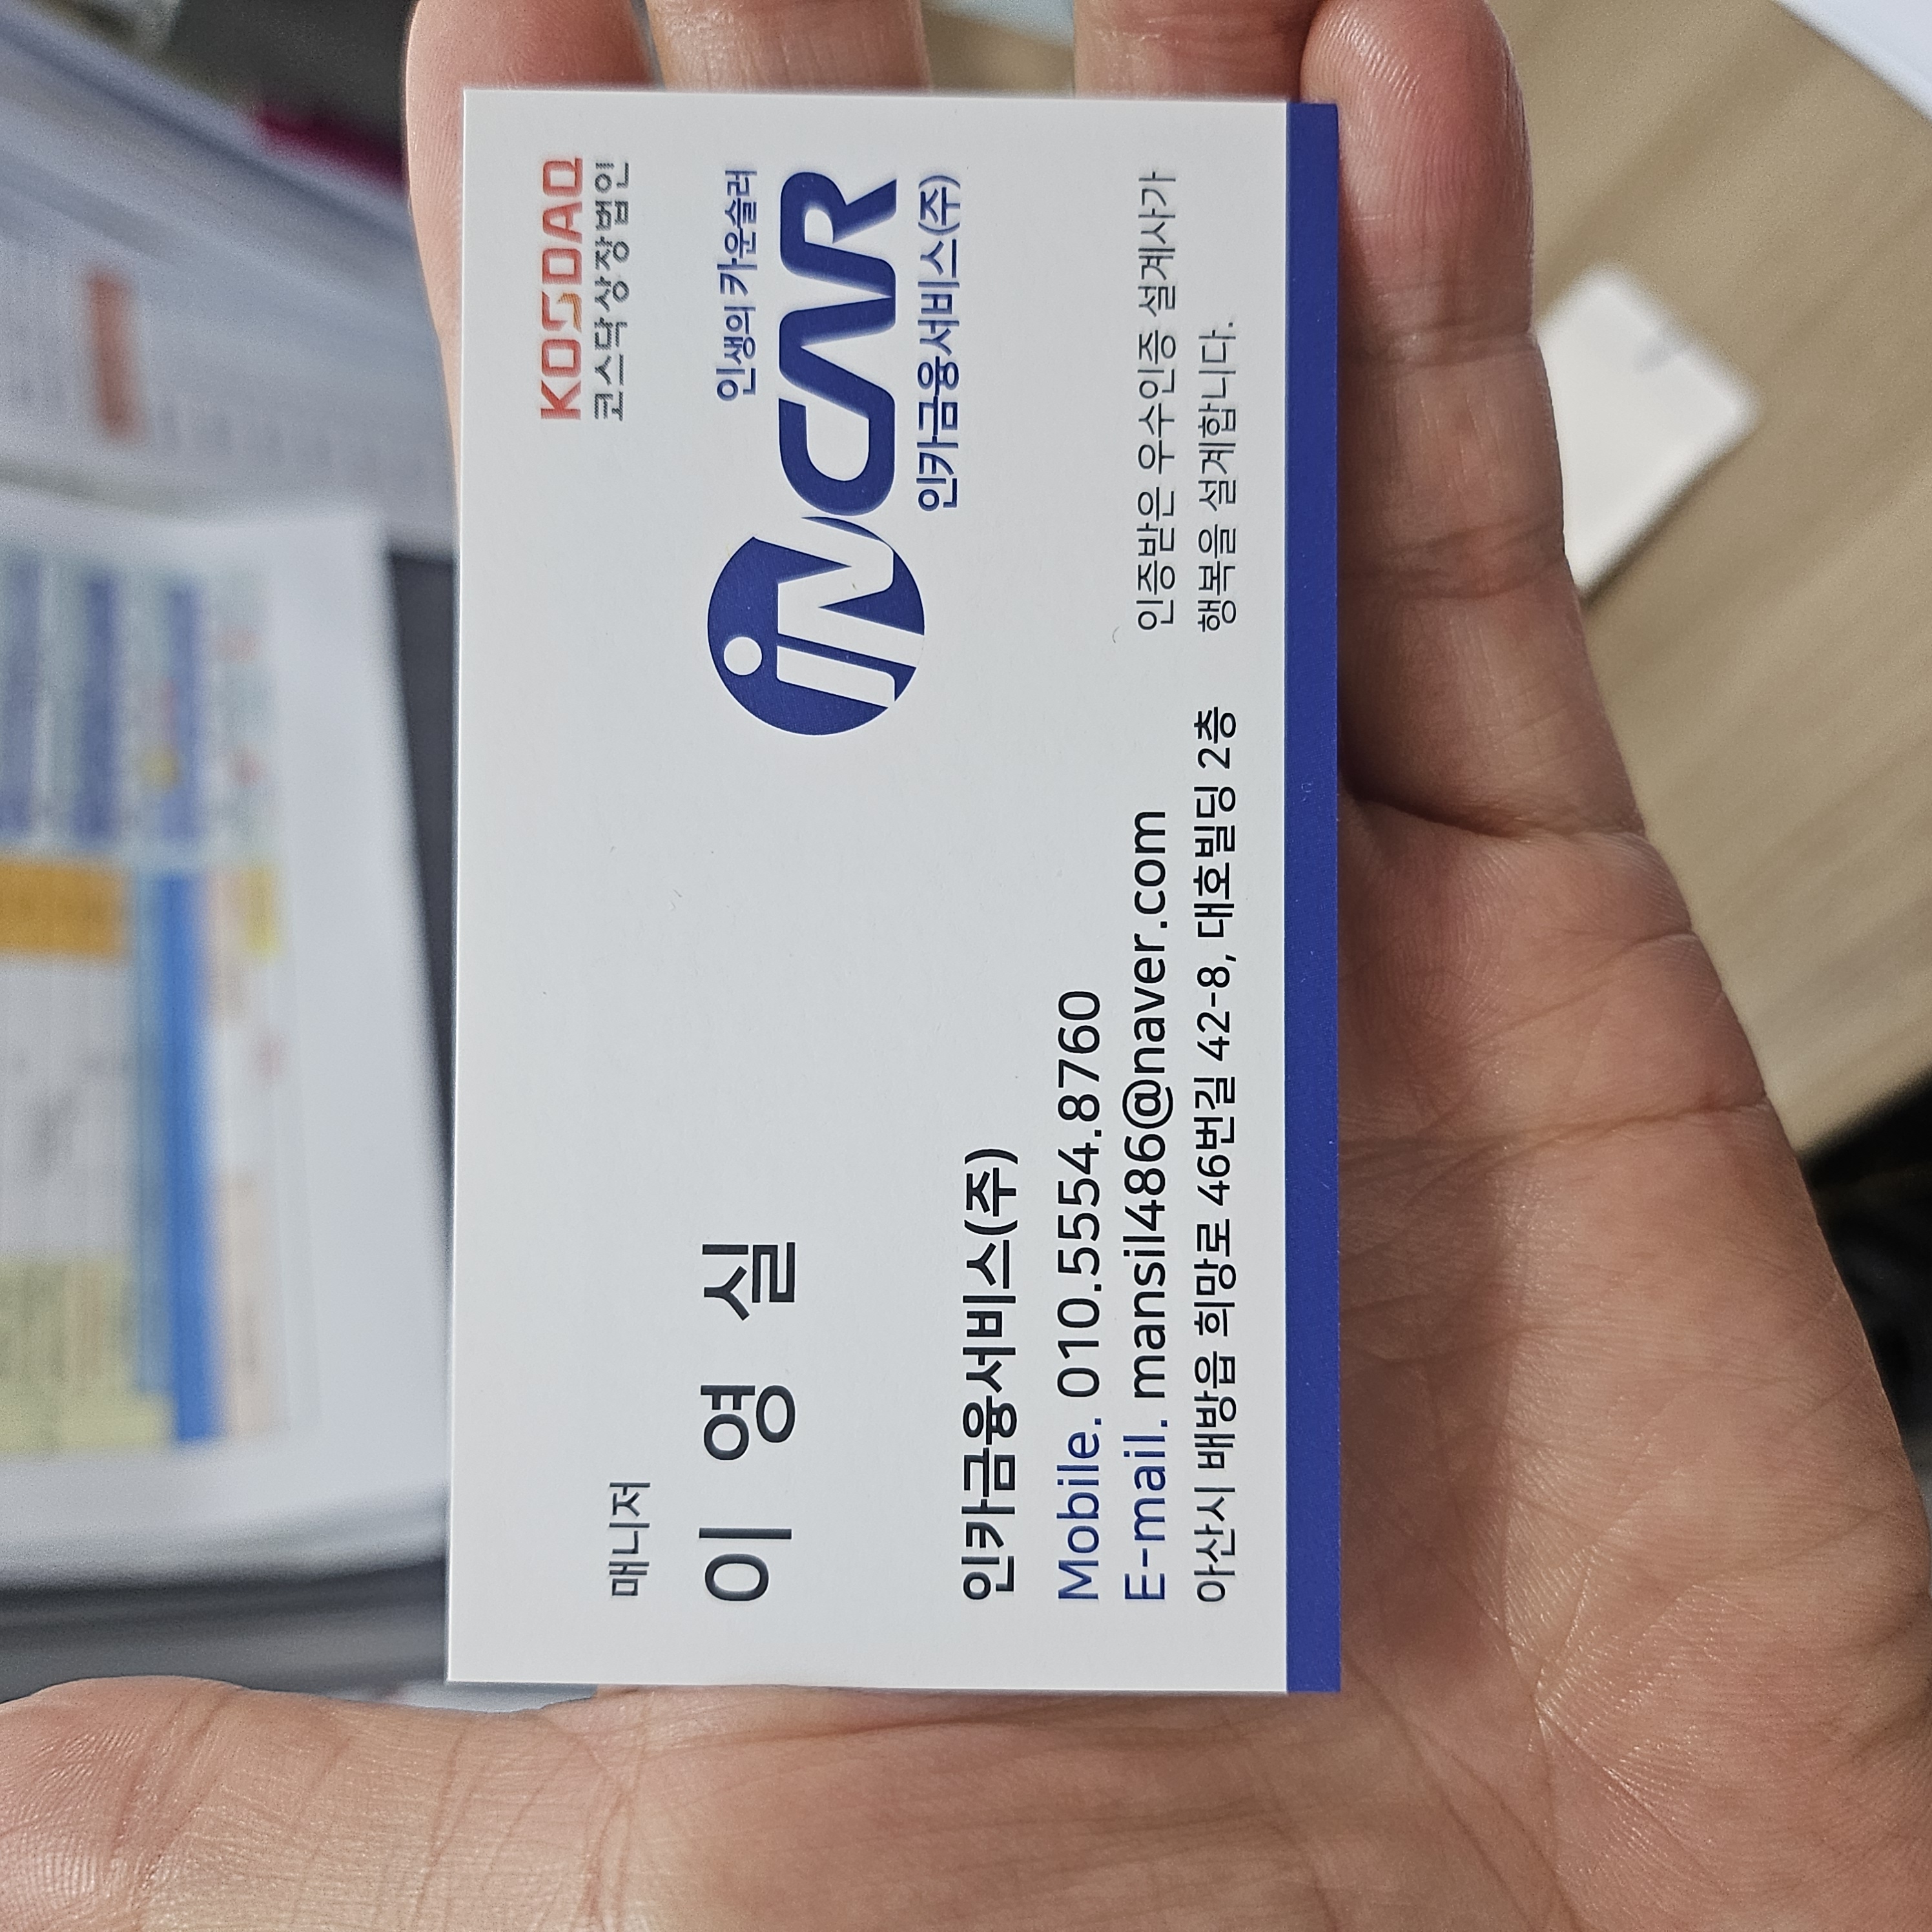 KOSDAQ
코스닥상장법인
매니저
이영실
인생의 카운슬러
iNCAR
인카금융서비스(주)
인카금융서비스(주)
Mobile. 010.5554.8760
E-mail. mansil486@naver.com
아산시 배방읍 희망로 46번길 42-8, 대호빌딩 2층
인증받은 우수인증 설계사가
행복을 설계합니다.